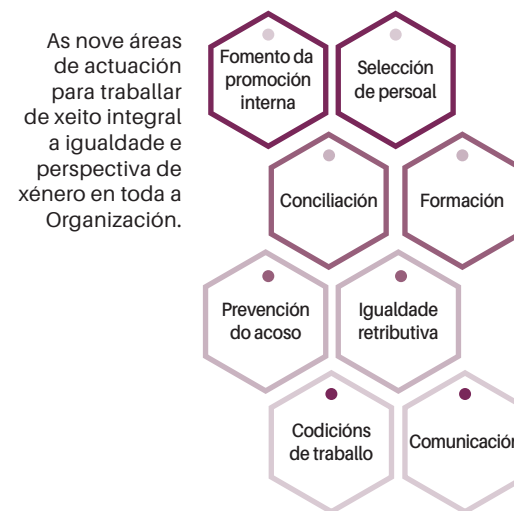 As nove áreas
de actuación
para traballar
de xeito integral
a igualdade e
perspectiva de
xénero en toda a
Organización.
Fomento da
promoción
interna
Selección
de persoal
Conciliación
Formación
Prevención
do acoso
Igualdade
retributiva
Codicións
de traballo
Comunicación